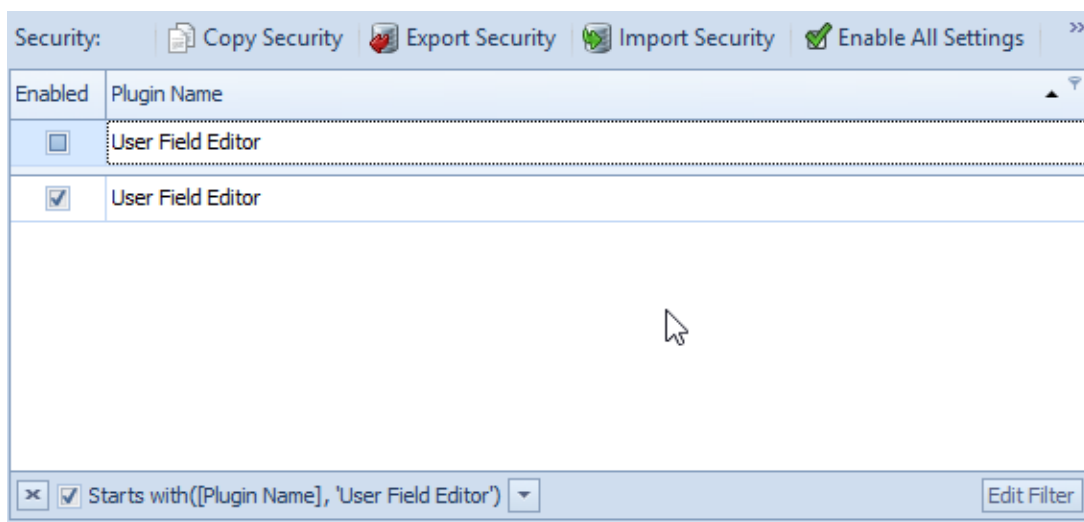 Security: Copy Security Export Security Import Security Enable All Settings »
Enabled Plugin Name
User Field Editor
User Field Editor
Starts with([Plugin Name], 'User Field Editor') Edit Filter